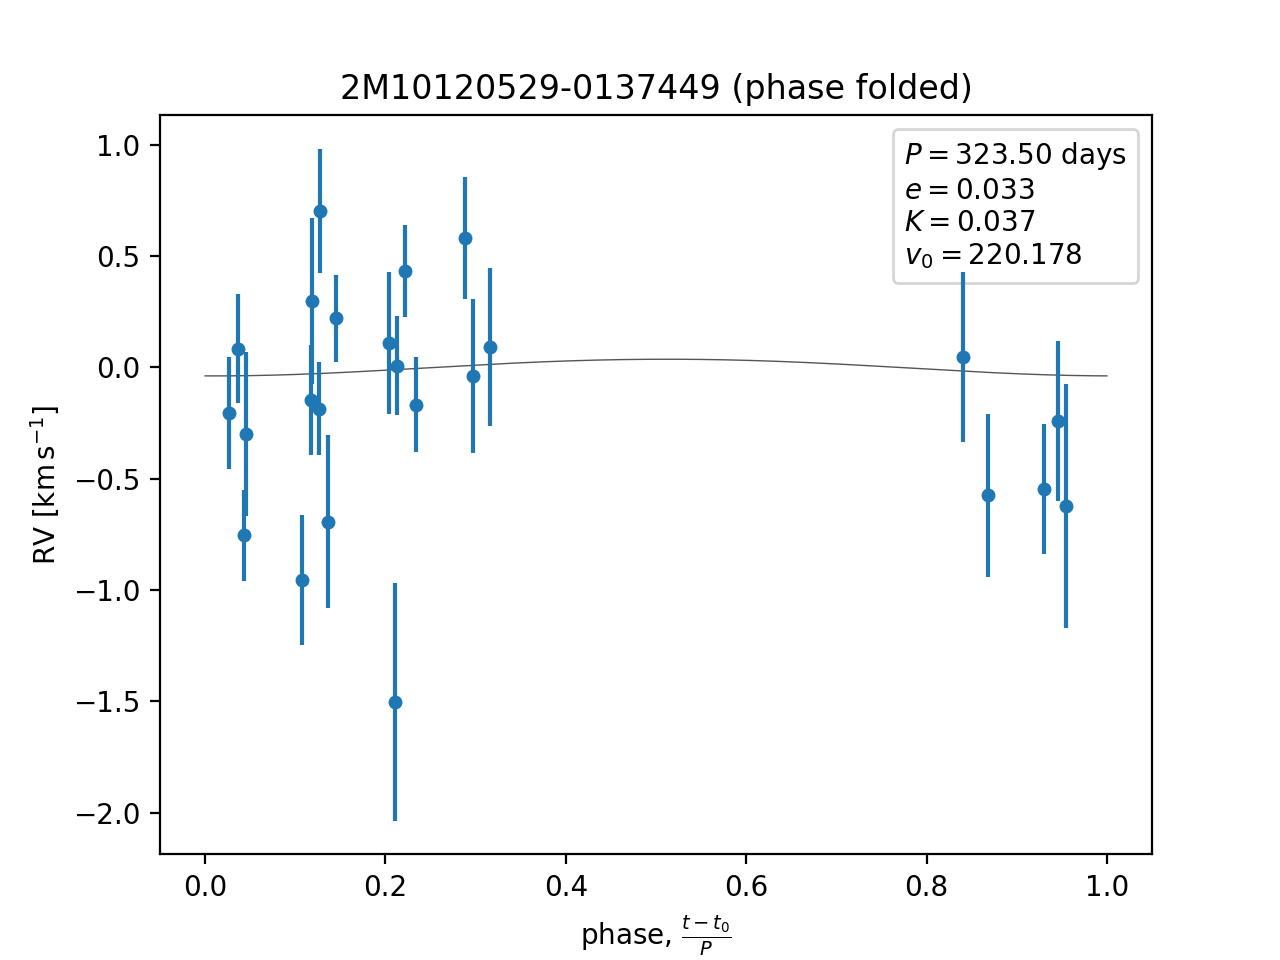 2M10120529-0137449 (phase folded)
P = 323.50 days
e = 0.033
K = 0.037
v₀ = 220.178
1.0
0.5
0.0
−0.5
−1.0
−1.5
−2.0
RV [km s⁻¹]
0.0 0.2 0.4 0.6 0.8 1.0
phase, (t − t₀)/P